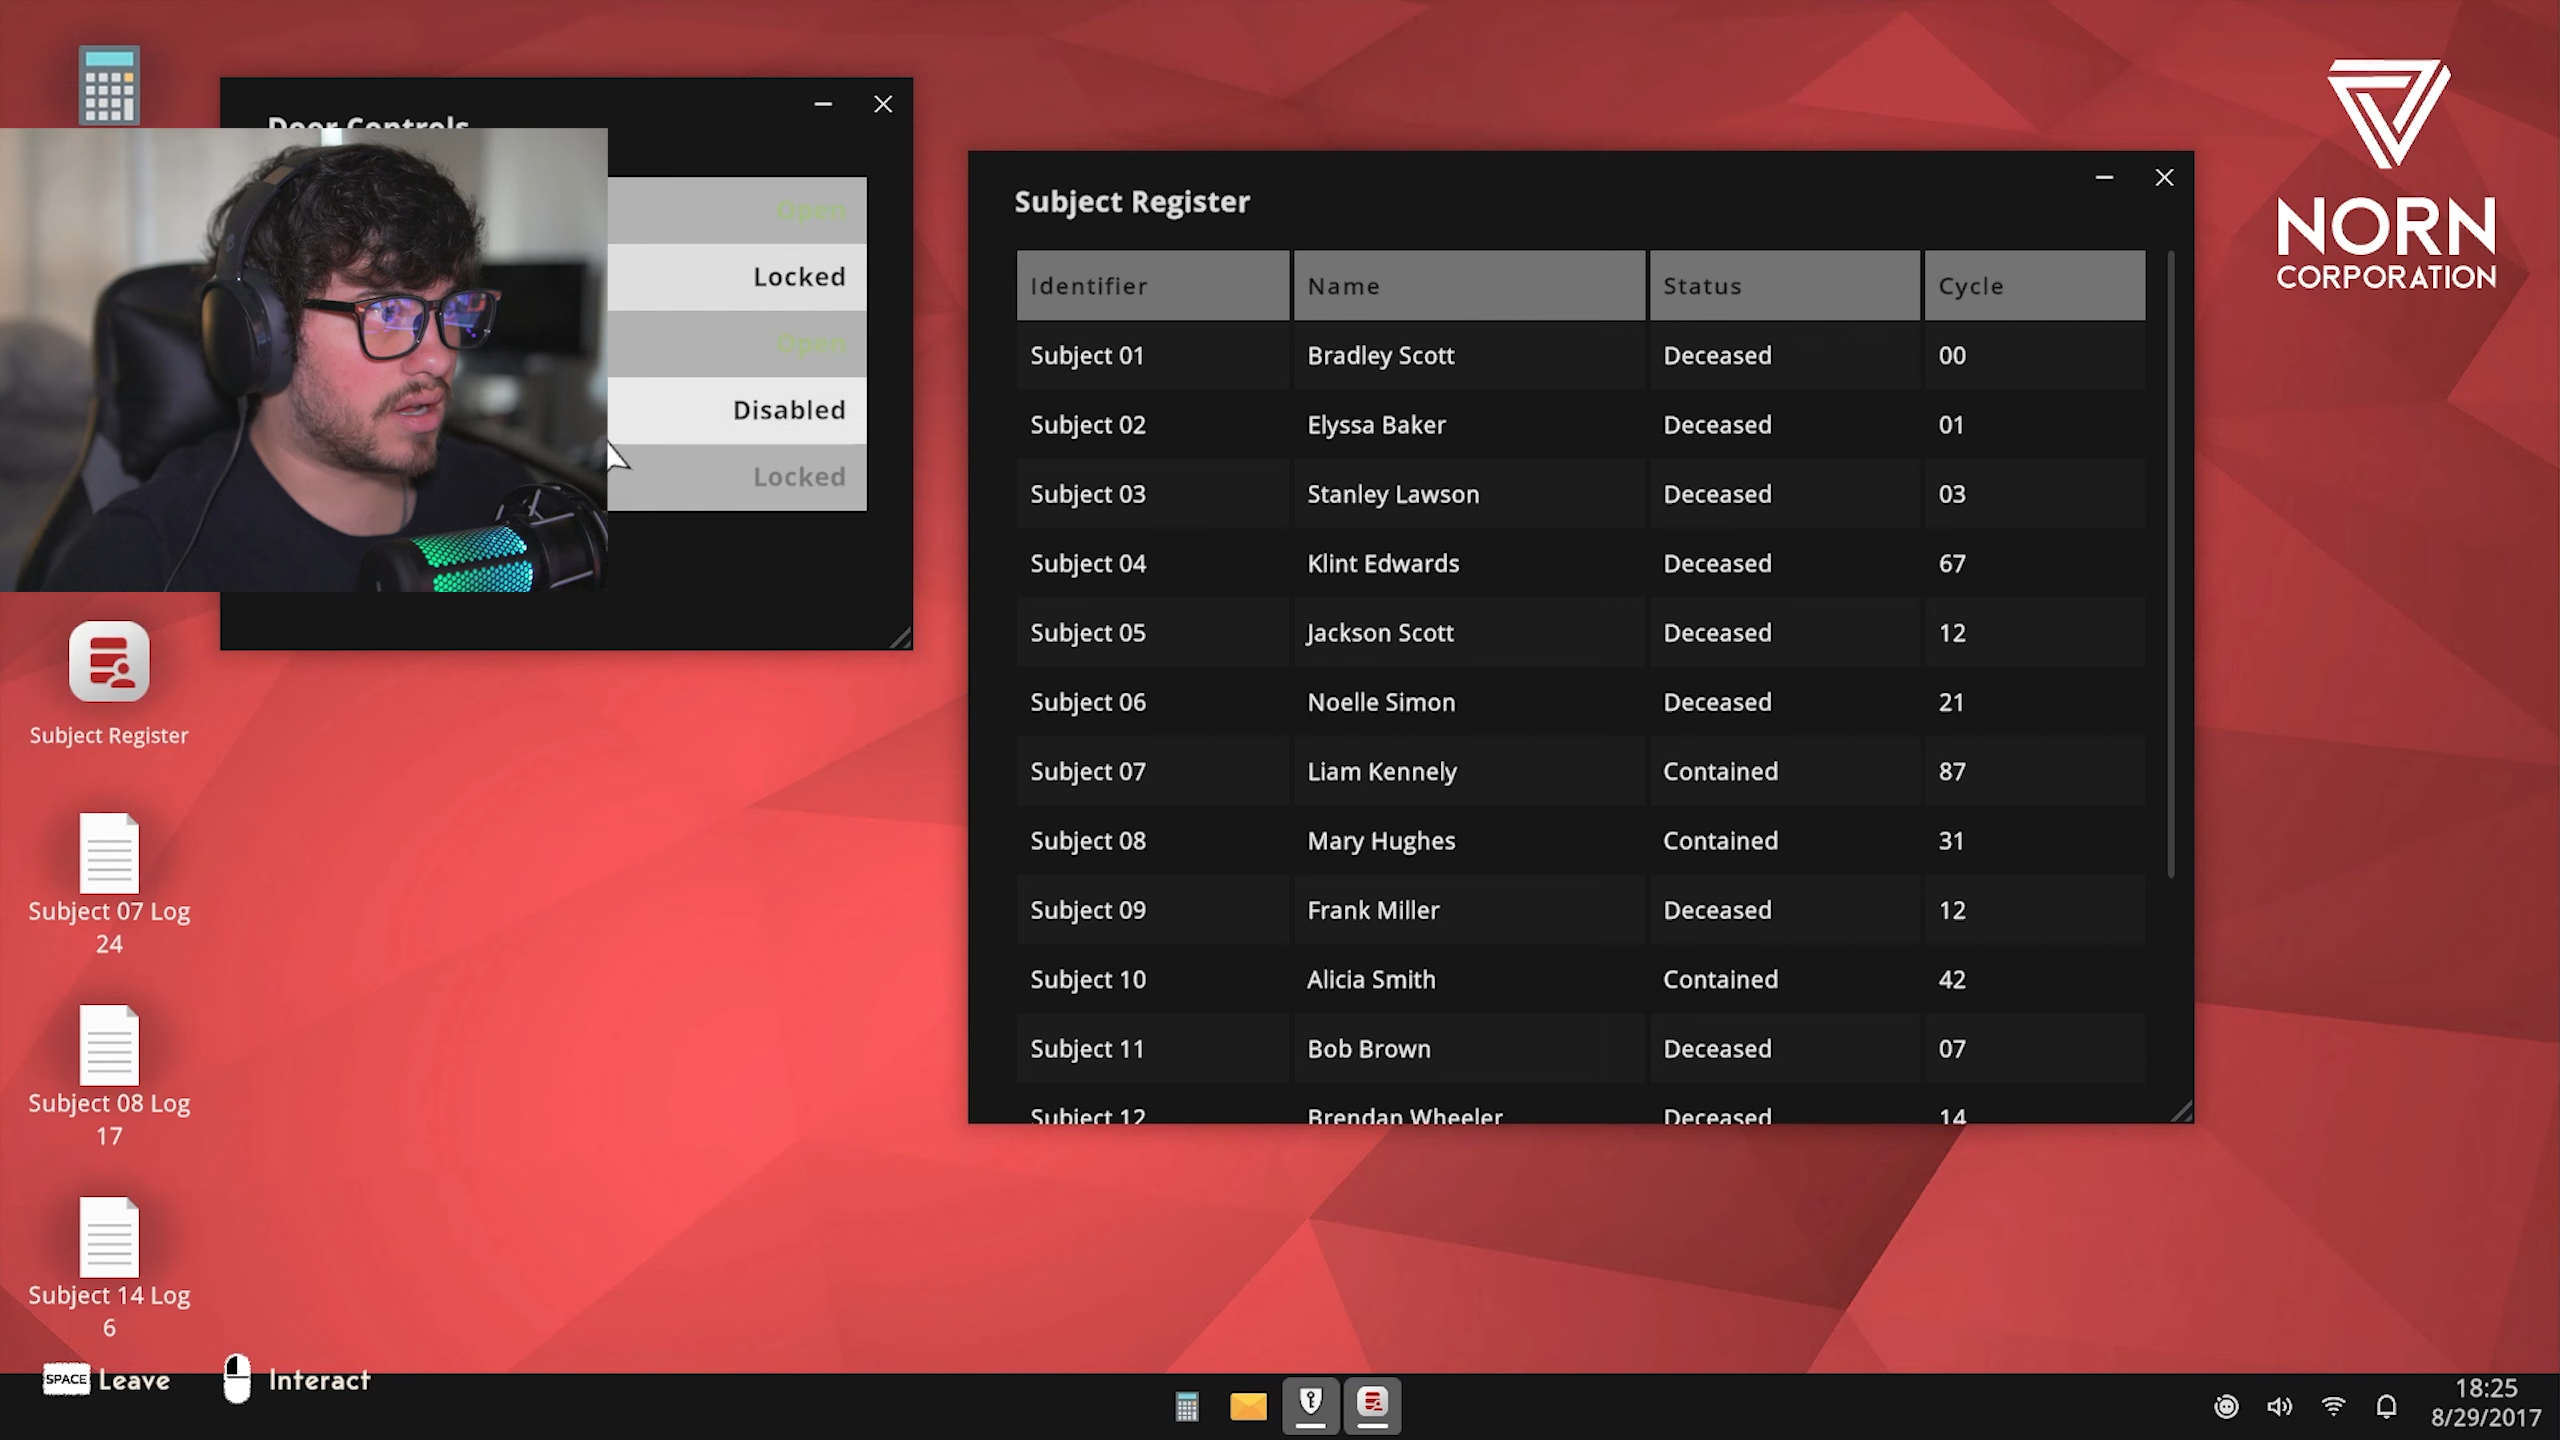 Door Controls
Open
Locked
Open
Disabled
Locked
Subject Register
Identifier Name Status Cycle
Subject 01 Bradley Scott Deceased 00
Subject 02 Elyssa Baker Deceased 01
Subject 03 Stanley Lawson Deceased 03
Subject 04 Klint Edwards Deceased 67
Subject 05 Jackson Scott Deceased 12
Subject 06 Noelle Simon Deceased 21
Subject 07 Liam Kennely Contained 87
Subject 08 Mary Hughes Contained 31
Subject 09 Frank Miller Deceased 12
Subject 10 Alicia Smith Contained 42
Subject 11 Bob Brown Deceased 07
Subject 12 Brendan Wheeler Deceased 14
NORN
CORPORATION
Subject Register
Subject 07 Log
24
Subject 08 Log
17
Subject 14 Log
6
SPACE Leave Interact
18:25
8/29/2017